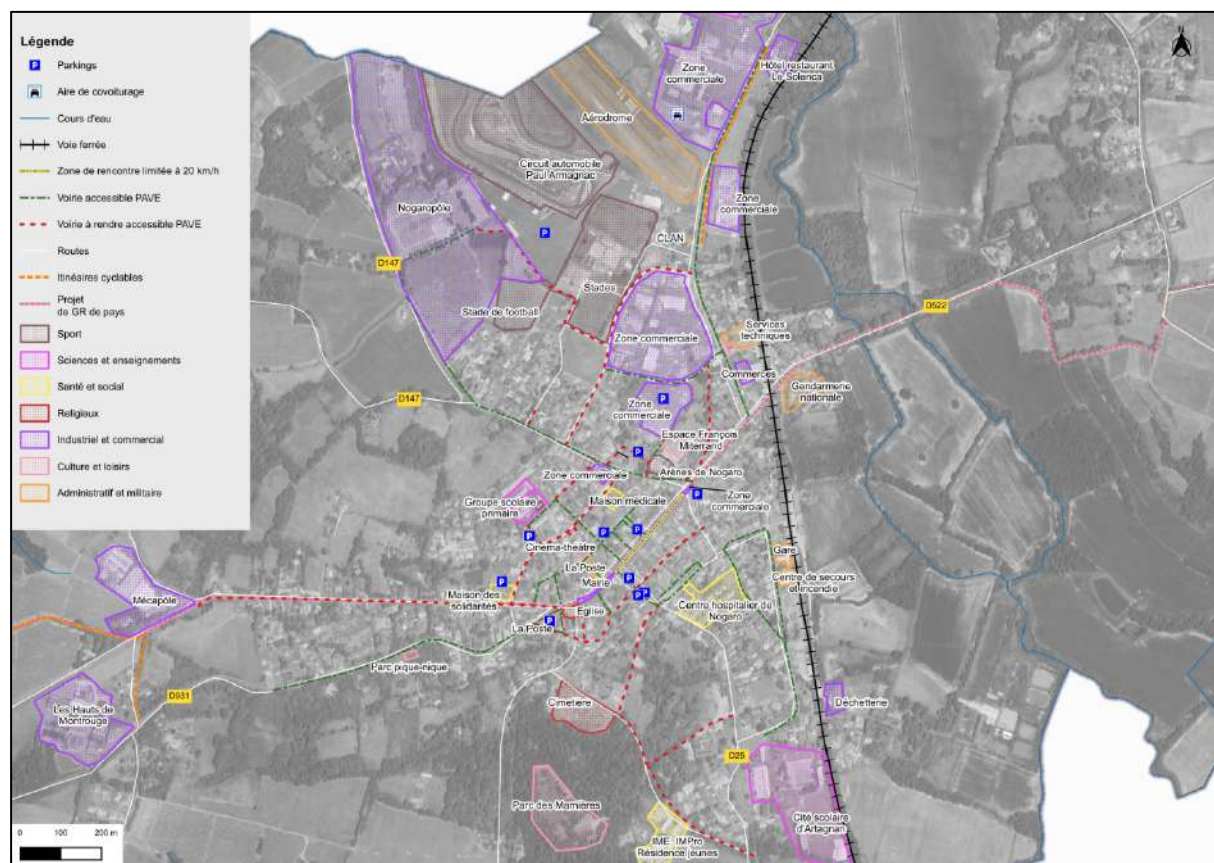 Légende
P Parkings
Aire de covoiturage
Cours d'eau
Voie ferrée
Zone de rencontre limitée à 20 km/h
Voirie accessible PAVE
Voirie à rendre accessible PAVE
Routes
Itinéraires cyclables
Projet
de GR de pays
Sport
Sciences et enseignements
Santé et social
Religieux
Industriel et commercial
Culture et loisirs
Administratif et militaire
0 100 200 m
Zone
commerciale
Hôtel restaurant
Le Solenca
Aérodrome
Circuit automobile
Paul Armagnac
Nogaropôle
Zone
commerciale
P
CLAN
D147
Stades
Stade de football
D522
Services
techniques
Zone commerciale
Commerces
Gendarmerie
nationale
D147
P
Zone
commerciale
Espace François
Miterrand
P
Zone commerciale
Arènes de Nogaro
P
Zone
commerciale
Groupe scolaire
primaire
Maison médicale
P
P
P
Cinéma-théâtre
Gare
La Poste
Mairie
P
P
P
P
Centre de secours
et incendie
Maison des
solidarités
Mécapôle
Eglise
Centre hospitalier de
Nogaro
La Poste
P
Parc pique-nique
D931
Les Hauts de
Montrouge
Cimetière
Déchetterie
D25
Parc des Mamières
Cité scolaire
d'Artagnan
IME, IMPro
Résidence jeunes